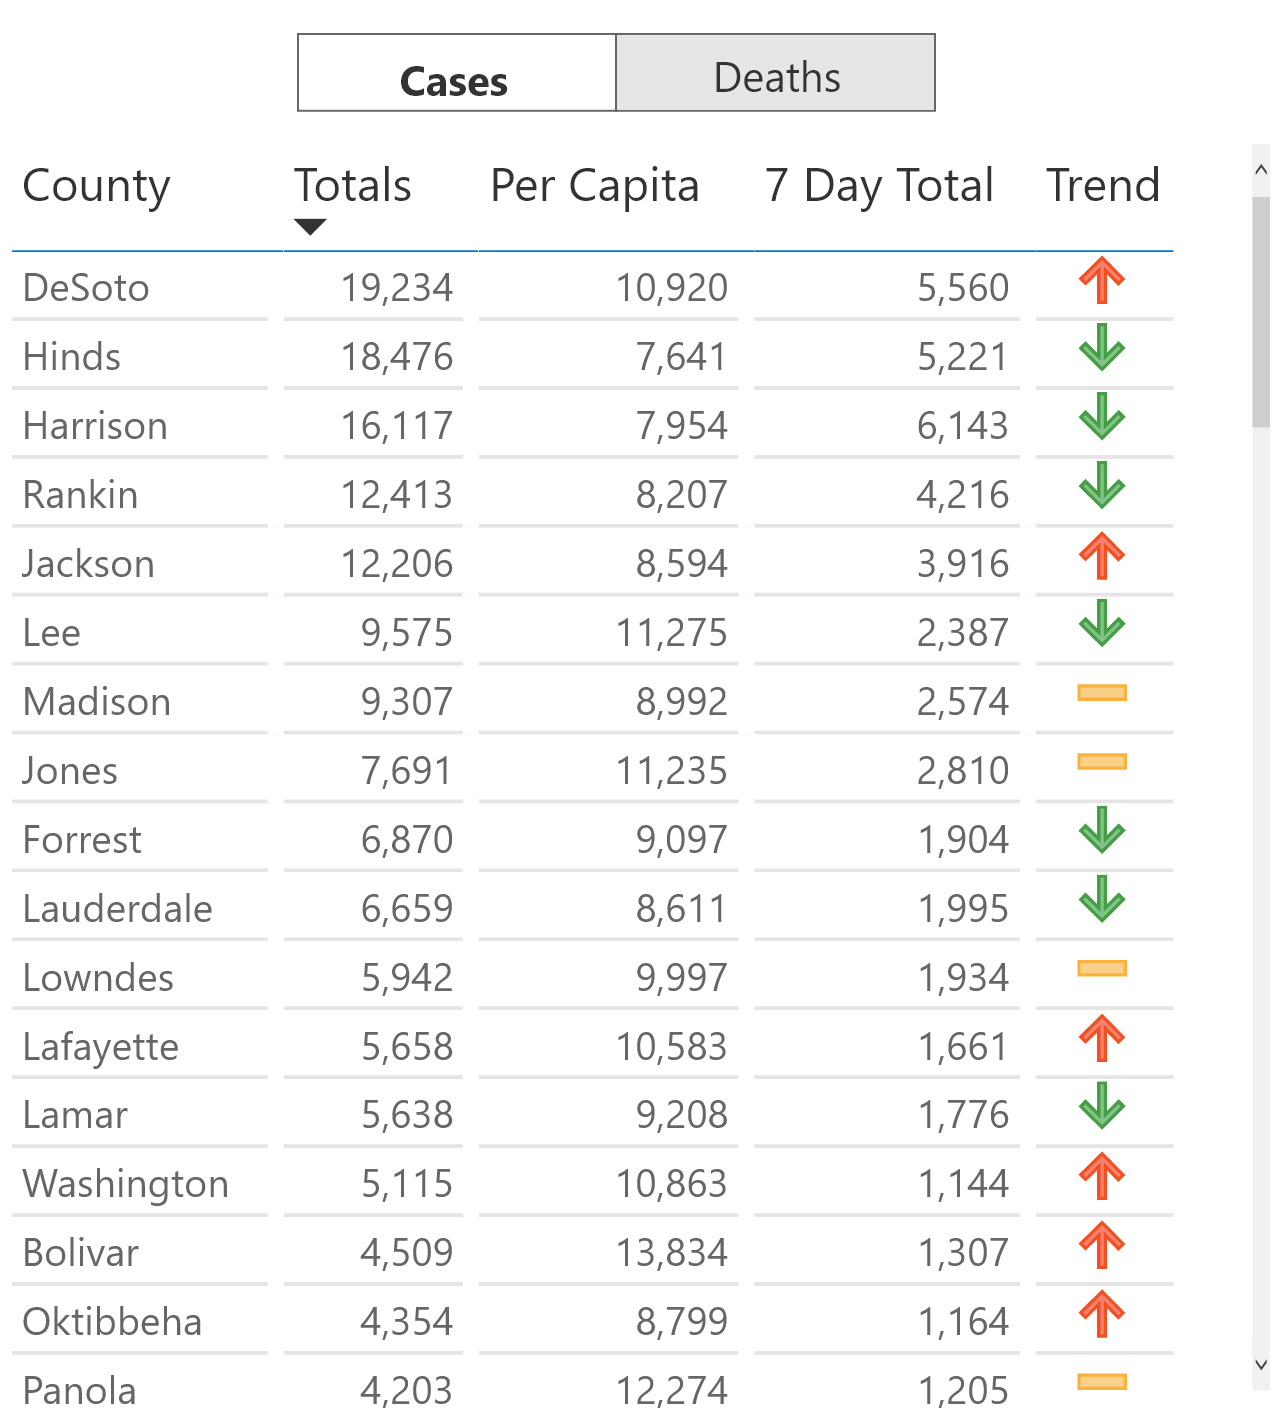 Cases Deaths
County Totals Per Capita 7 Day Total Trend
DeSoto 19,234 10,920 5,560
Hinds 18,476 7,641 5,221
Harrison 16,117 7,954 6,143
Rankin 12,413 8,207 4,216
Jackson 12,206 8,594 3,916
Lee 9,575 11,275 2,387
Madison 9,307 8,992 2,574
Jones 7,691 11,235 2,810
Forrest 6,870 9,097 1,904
Lauderdale 6,659 8,611 1,995
Lowndes 5,942 9,997 1,934
Lafayette 5,658 10,583 1,661
Lamar 5,638 9,208 1,776
Washington 5,115 10,863 1,144
Bolivar 4,509 13,834 1,307
Oktibbeha 4,354 8,799 1,164
Panola 4,203 12,274 1,205